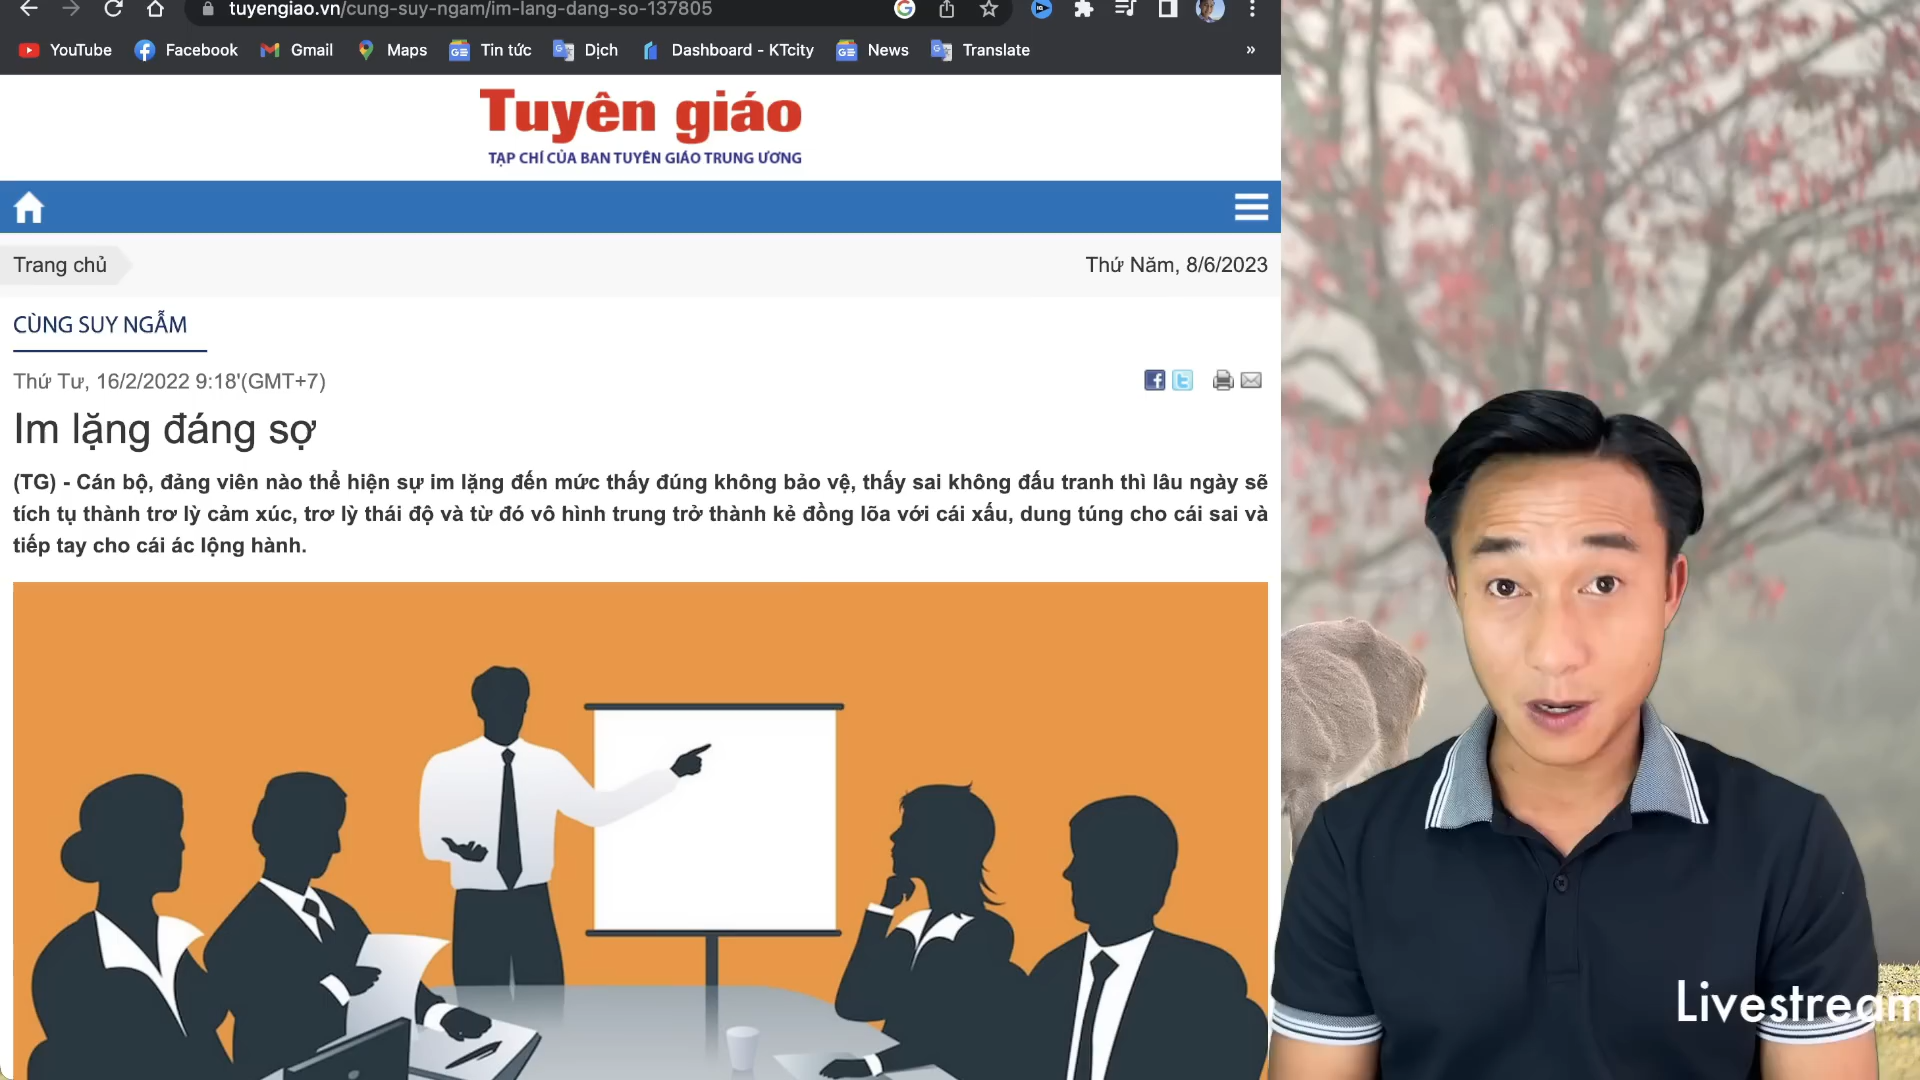 tuyengiao.vn/cung-suy-ngam/im-lang-dang-so-137805
YouTube Facebook Gmail Maps Tin tức Dịch Dashboard - KTcity News Translate »
Tuyên giáo
TẠP CHÍ CỦA BAN TUYÊN GIÁO TRUNG ƯƠNG
Trang chủ
Thứ Năm, 8/6/2023
CÙNG SUY NGẪM
Thứ Tư, 16/2/2022 9:18'(GMT+7)
Im lặng đáng sợ
(TG) - Cán bộ, đảng viên nào thể hiện sự im lặng đến mức thấy đúng không bảo vệ, thấy sai không đấu tranh thì lâu ngày sẽ
tích tụ thành trơ lỳ cảm xúc, trơ lỳ thái độ và từ đó vô hình trung trở thành kẻ đồng lõa với cái xấu, dung túng cho cái sai và
tiếp tay cho cái ác lộng hành.
Livestream